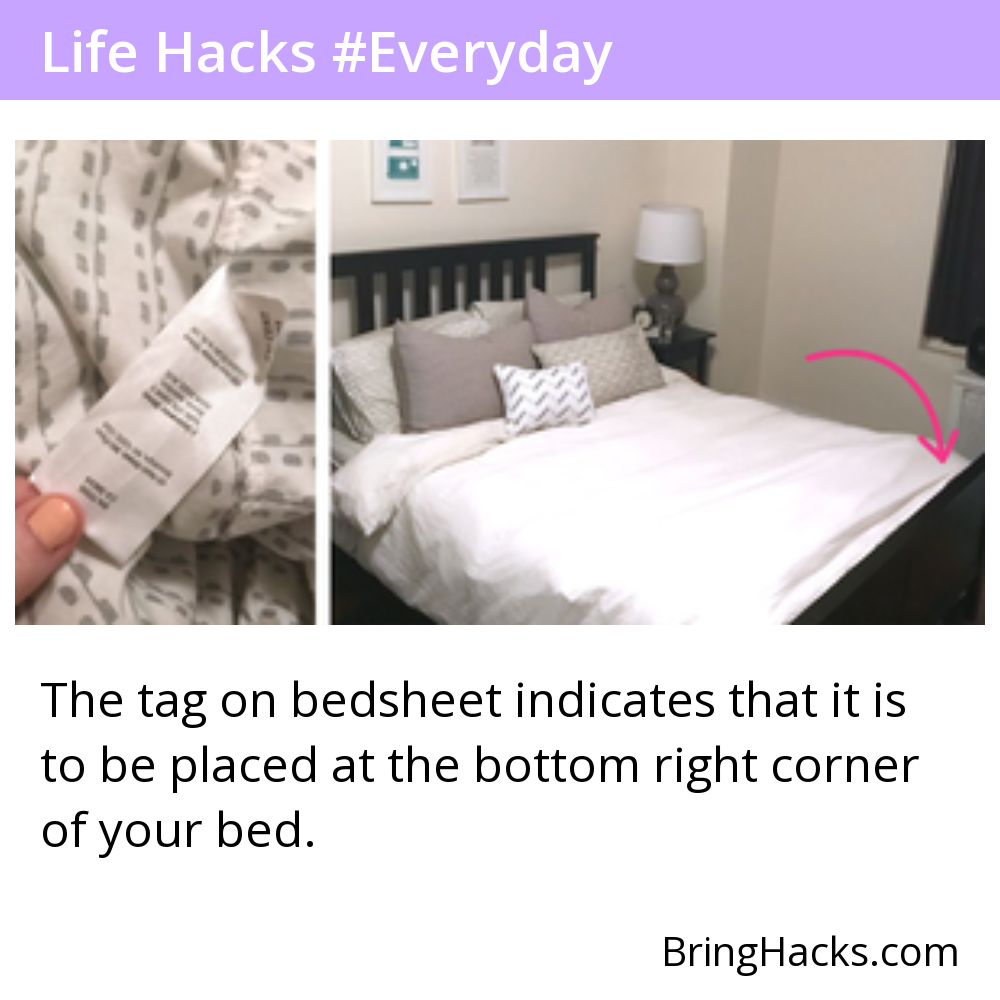 Life Hacks #Everyday
The tag on bedsheet indicates that it is
to be placed at the bottom right corner
of your bed.
BringHacks.com